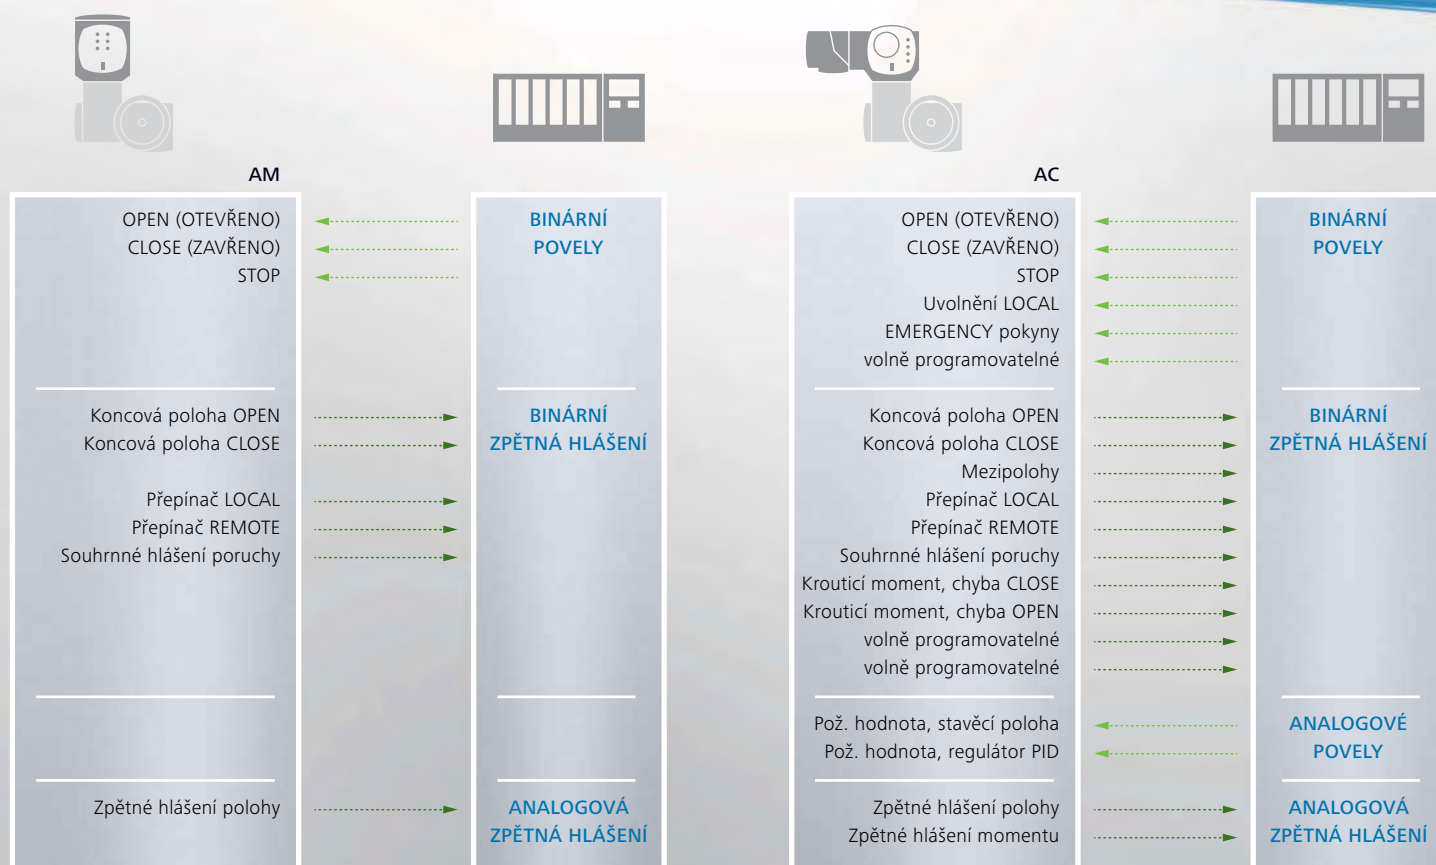 AM
OPEN (OTEVŘENO)
CLOSE (ZAVŘENO)
STOP
BINÁRNÍ
POVELY
Koncová poloha OPEN
Koncová poloha CLOSE
Přepínač LOCAL
Přepínač REMOTE
Souhrnné hlášení poruchy
BINÁRNÍ
ZPĚTNÁ HLÁŠENÍ
Zpětné hlášení polohy
ANALOGOVÁ
ZPĚTNÁ HLÁŠENÍ
AC
OPEN (OTEVŘENO)
CLOSE (ZAVŘENO)
STOP
Uvolnění LOCAL
EMERGENCY pokyny
volně programovatelné
BINÁRNÍ
POVELY
Koncová poloha OPEN
Koncová poloha CLOSE
Mezipolohy
Přepínač LOCAL
Přepínač REMOTE
Souhrnné hlášení poruchy
Krouticí moment, chyba CLOSE
Krouticí moment, chyba OPEN
volně programovatelné
volně programovatelné
BINÁRNÍ
ZPĚTNÁ HLÁŠENÍ
Pož. hodnota, stavěcí poloha
Pož. hodnota, regulátor PID
ANALOGOVÉ
POVELY
Zpětné hlášení polohy
Zpětné hlášení momentu
ANALOGOVÁ
ZPĚTNÁ HLÁŠENÍ